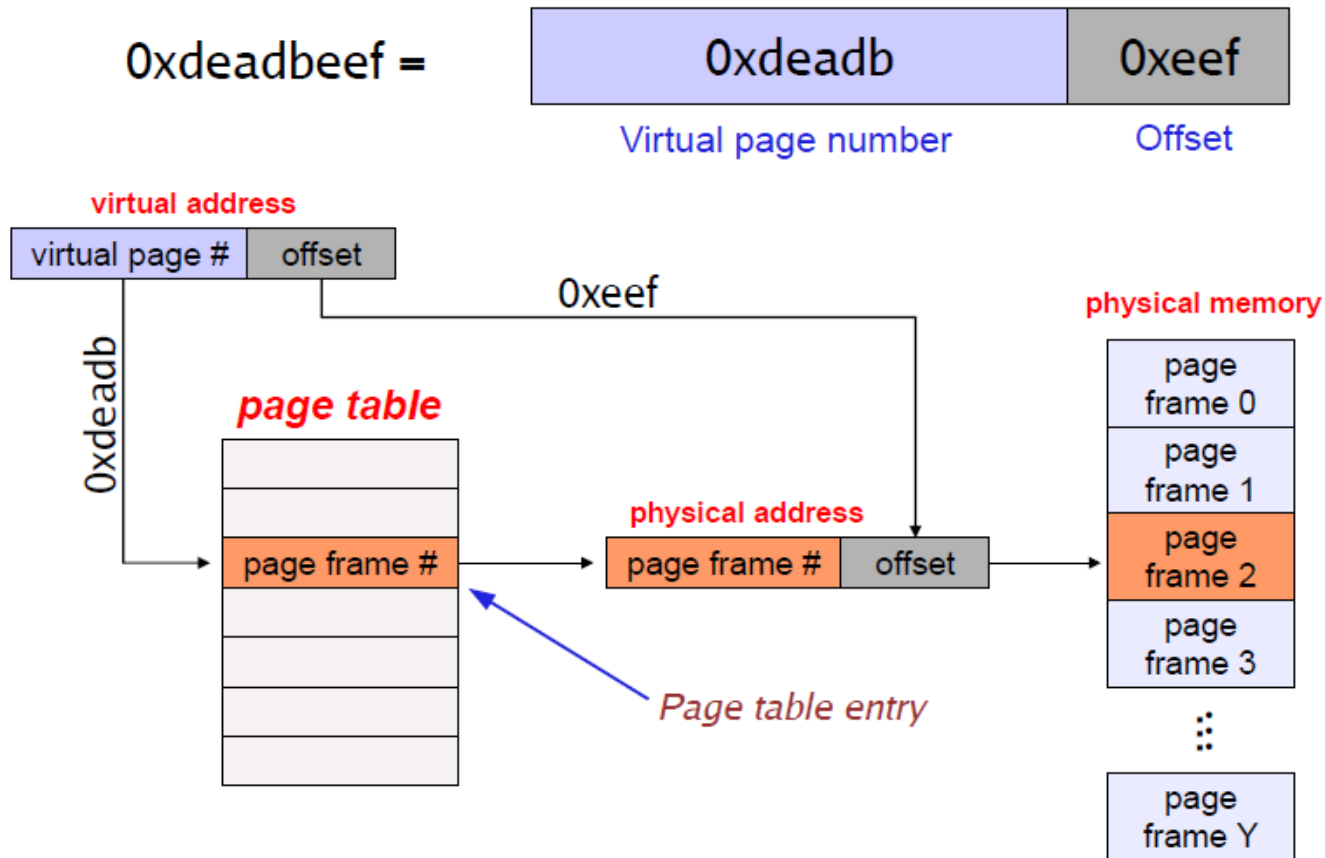 0xdeadbeef =
0xdeadb
0xeef
Virtual page number
Offset
virtual address
virtual page #
offset
0xeef
0xdeadb
physical memory
page table
page
frame 0
page
frame 1
physical address
page frame #
page frame #
offset
page
frame 2
page
frame 3
Page table entry
page
frame Y